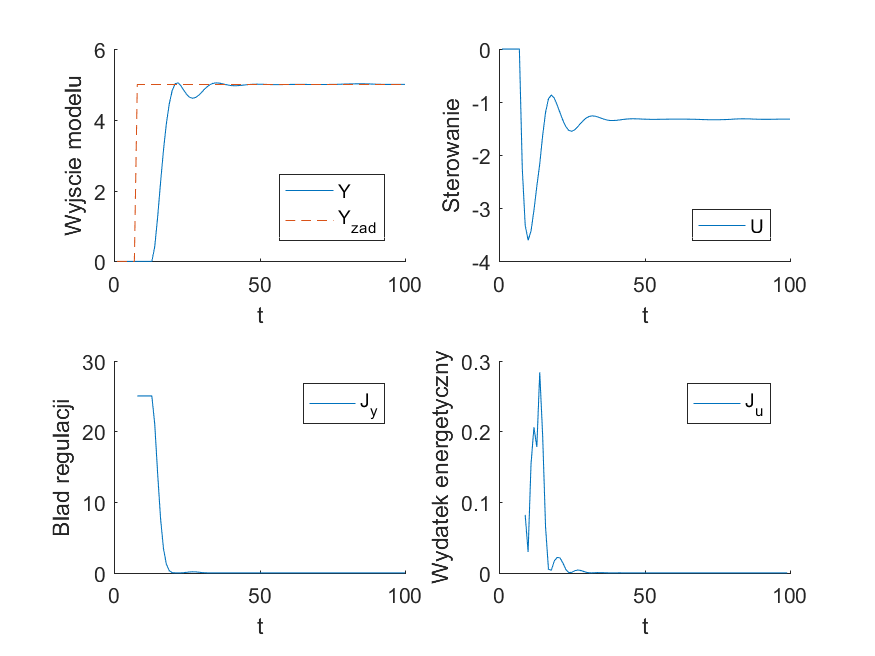 Wyjscie modelu
6
4
2
0
0
50
100
t
Y
Y_zad
Sterowanie
0
-1
-2
-3
-4
0
50
100
t
U
Blad regulacji
30
20
10
0
0
50
100
t
J_y
Wydatek energetyczny
0.3
0.2
0.1
0
0
50
100
t
J_u